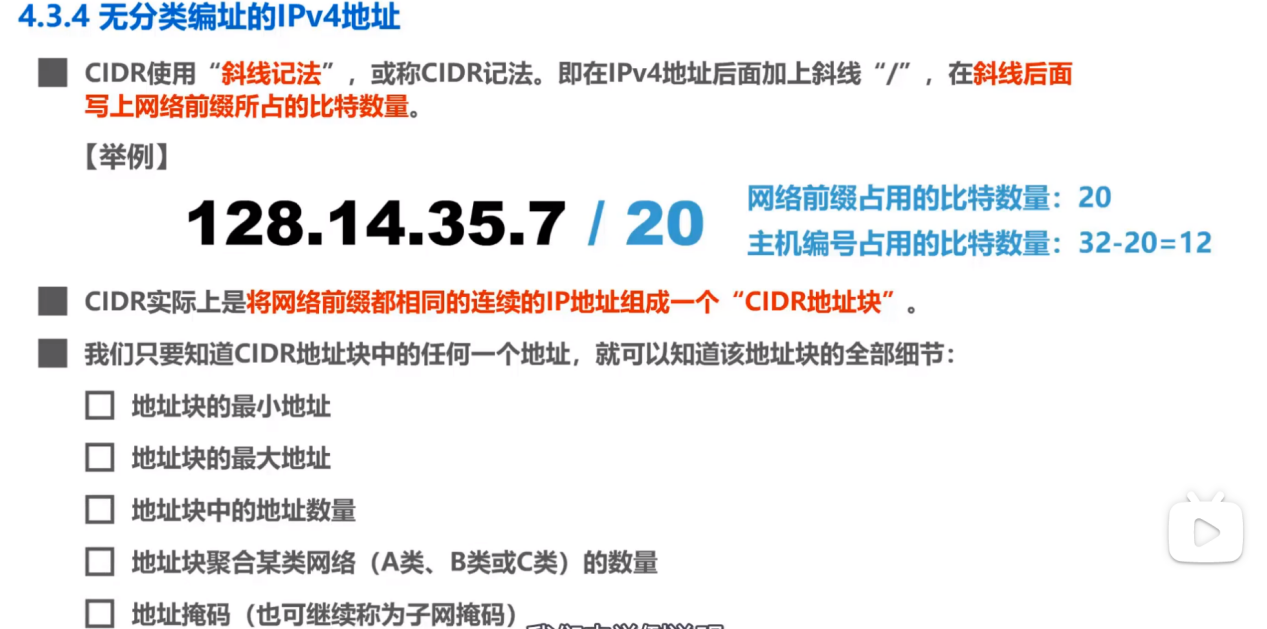 4.3.4 无分类编址的IPv4地址
CIDR使用“斜线记法”，或称CIDR记法。即在IPv4地址后面加上斜线“/”，在斜线后面
写上网络前缀所占的比特数量。
【举例】
128.14.35.7 / 20
网络前缀占用的比特数量：20
主机编号占用的比特数量：32-20=12
CIDR实际上是将网络前缀都相同的连续的IP地址组成一个“CIDR地址块”。
我们只要知道CIDR地址块中的任何一个地址，就可以知道该地址块的全部细节：
地址块的最小地址
地址块的最大地址
地址块中的地址数量
地址块聚合某类网络（A类、B类或C类）的数量
地址掩码（也可继续称为子网掩码）